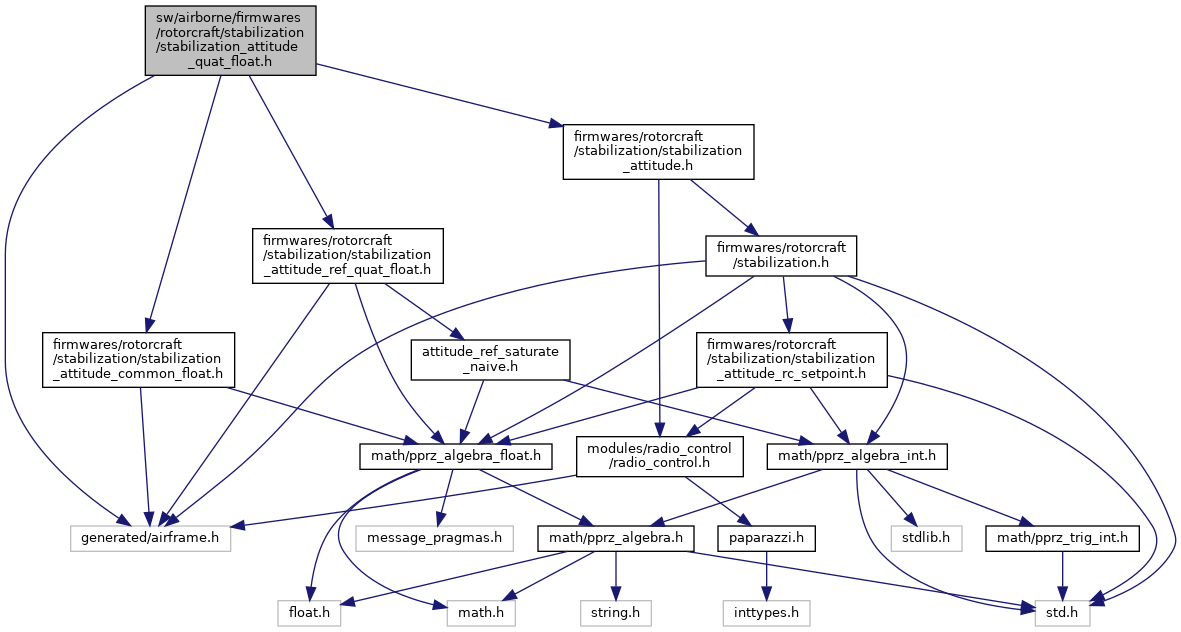 sw/airborne/firmwares
/rotorcraft/stabilization
/stabilization_attitude
_quat_float.h
firmwares/rotorcraft
/stabilization/stabilization
_attitude.h
firmwares/rotorcraft
/stabilization/stabilization
_attitude_ref_quat_float.h
firmwares/rotorcraft
/stabilization.h
firmwares/rotorcraft
/stabilization/stabilization
_attitude_common_float.h
attitude_ref_saturate
_naive.h
firmwares/rotorcraft
/stabilization/stabilization
_attitude_rc_setpoint.h
math/pprz_algebra_float.h
modules/radio_control
/radio_control.h
math/pprz_algebra_int.h
generated/airframe.h
message_pragmas.h
math/pprz_algebra.h
paparazzi.h
stdlib.h
math/pprz_trig_int.h
float.h
math.h
string.h
inttypes.h
std.h